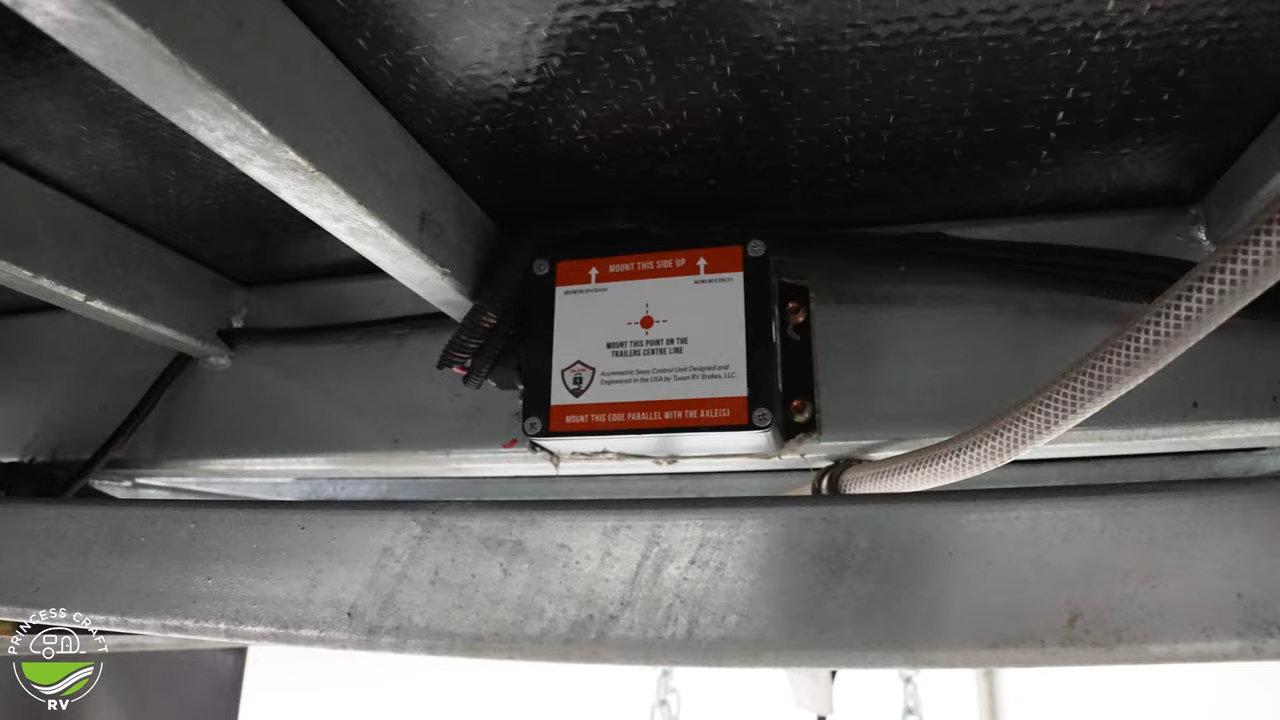 MOUNT THIS SIDE UP
MOUNT THIS POINT ON THE
TRAILERS CENTRE LINE
Asymmetric Sway Control Unit Designed and
Engineered in the USA by Tuson RV Brakes, LLC
MOUNT THIS EDGE PARALLEL WITH THE AXLE(S)
PRINCESS CRAFT
RV